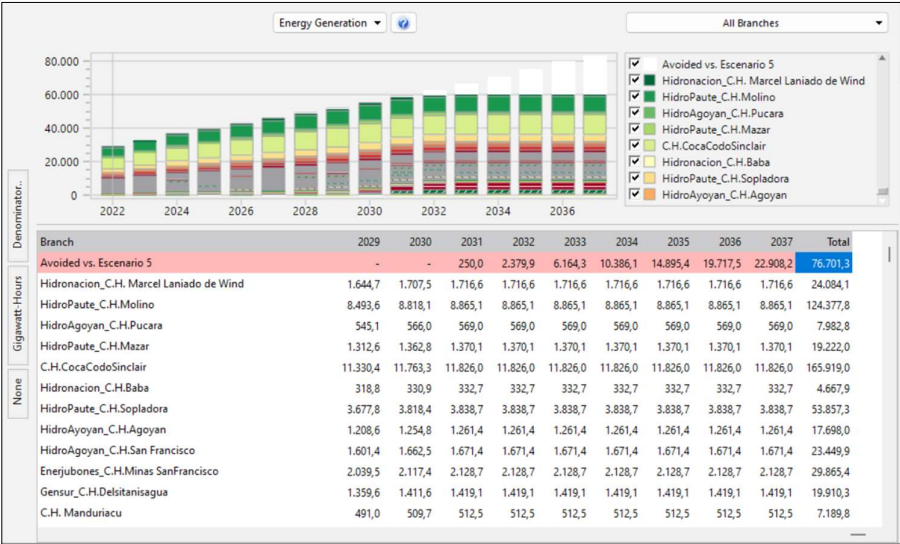 Energy Generation
All Branches
80.000
60.000
40.000
20.000
0
2022 2024 2026 2028 2030 2032 2034 2036
Avoided vs. Escenario 5
Hidronacion_C.H. Marcel Laniado de Wind
HidroPaute_C.H.Molino
HidroAgoyan_C.H.Pucara
HidroPaute_C.H.Mazar
C.H.CocaCodoSinclair
Hidronacion_C.H.Baba
HidroPaute_C.H.Sopladora
HidroAyoyan_C.H.Agoyan
Denominator..
Gigawatt-Hours
None
Branch 2029 2030 2031 2032 2033 2034 2035 2036 2037 Total
Avoided vs. Escenario 5 - - 250,0 2.379,9 6.164,3 10.386,1 14.895,4 19.717,5 22.908,2 76.701,3
Hidronacion_C.H. Marcel Laniado de Wind 1.644,7 1.707,5 1.716,6 1.716,6 1.716,6 1.716,6 1.716,6 1.716,6 1.716,6 24.084,1
HidroPaute_C.H.Molino 8.493,6 8.818,1 8.865,1 8.865,1 8.865,1 8.865,1 8.865,1 8.865,1 8.865,1 124.377,8
HidroAgoyan_C.H.Pucara 545,1 566,0 569,0 569,0 569,0 569,0 569,0 569,0 569,0 7.982,8
HidroPaute_C.H.Mazar 1.312,6 1.362,8 1.370,1 1.370,1 1.370,1 1.370,1 1.370,1 1.370,1 1.370,1 19.222,0
C.H.CocaCodoSinclair 11.330,4 11.763,3 11.826,0 11.826,0 11.826,0 11.826,0 11.826,0 11.826,0 11.826,0 165.919,0
Hidronacion_C.H.Baba 318,8 330,9 332,7 332,7 332,7 332,7 332,7 332,7 332,7 4.667,9
HidroPaute_C.H.Sopladora 3.677,8 3.818,4 3.838,7 3.838,7 3.838,7 3.838,7 3.838,7 3.838,7 3.838,7 53.857,3
HidroAyoyan_C.H.Agoyan 1.208,6 1.254,8 1.261,4 1.261,4 1.261,4 1.261,4 1.261,4 1.261,4 1.261,4 17.698,0
HidroAgoyan_C.H.San Francisco 1.601,4 1.662,5 1.671,4 1.671,4 1.671,4 1.671,4 1.671,4 1.671,4 1.671,4 23.449,9
Enerjubones_C.H.Minas SanFrancisco 2.039,5 2.117,4 2.128,7 2.128,7 2.128,7 2.128,7 2.128,7 2.128,7 2.128,7 29.865,4
Gensur_C.H.Delsitanisagua 1.359,6 1.411,6 1.419,1 1.419,1 1.419,1 1.419,1 1.419,1 1.419,1 1.419,1 19.910,3
C.H. Manduriacu 491,0 509,7 512,5 512,5 512,5 512,5 512,5 512,5 512,5 7.189,8